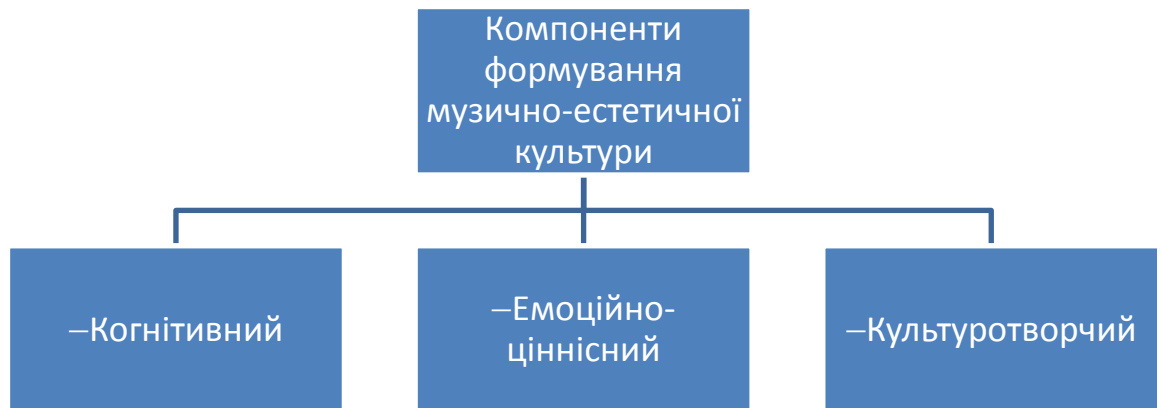 Компоненти
формування
музично-естетичної
культури
–Когнітивний
–Емоційно-
ціннісний
–Культуротворчий